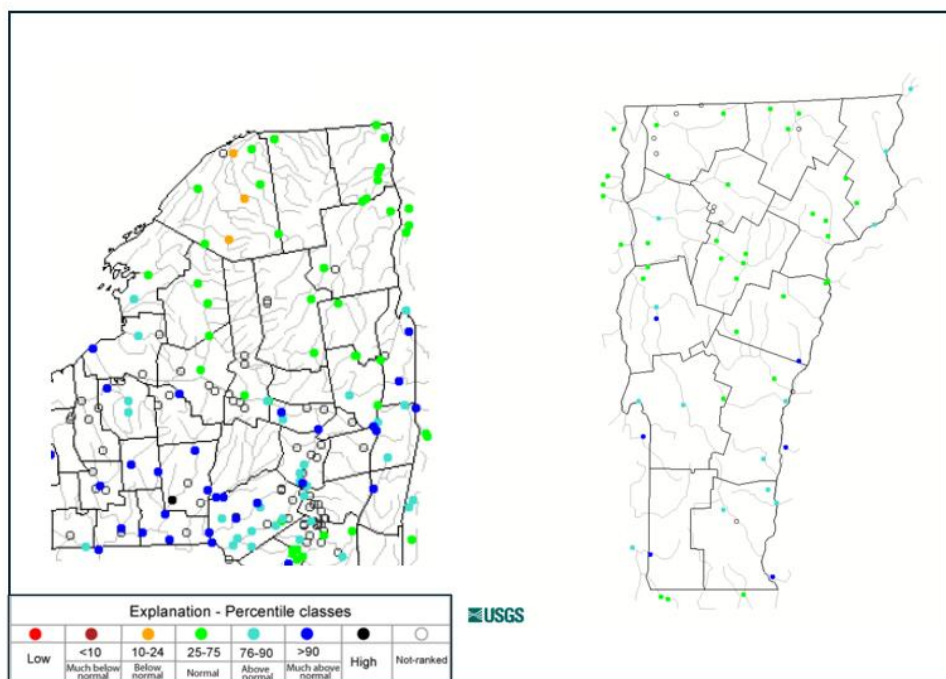 USGS
Explanation - Percentile classes
Low
<10
10-24
25-75
76-90
>90
High
Not-ranked
Much below normal
Below normal
Normal
Above normal
Much above normal